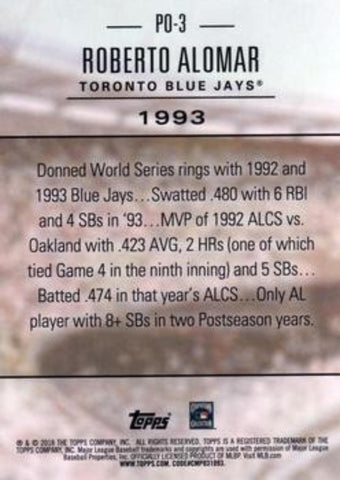 PO-3
ROBERTO ALOMAR
TORONTO BLUE JAYS®
1993
Donned World Series rings with 1992 and
1993 Blue Jays…Swatted .480 with 6 RBI
and 4 SBs in '93…MVP of 1992 ALCS vs.
Oakland with .423 AVG, 2 HRs (one of which
tied Game 4 in the ninth inning) and 5 SBs…
Batted .474 in that year's ALCS…Only AL
player with 8+ SBs in two Postseason years.
Topps
® & © 2018 THE TOPPS COMPANY, INC. ALL RIGHTS RESERVED. TOPPS IS A REGISTERED TRADEMARK OF THE
TOPPS COMPANY, INC. Major League Baseball trademarks and copyrights are used with permission of Major League
Baseball Properties, Inc. OFFICIALLY LICENSED PRODUCT OF MLBP. Visit MLB.com
WWW.TOPPS.COM. CODE#CMP031893.